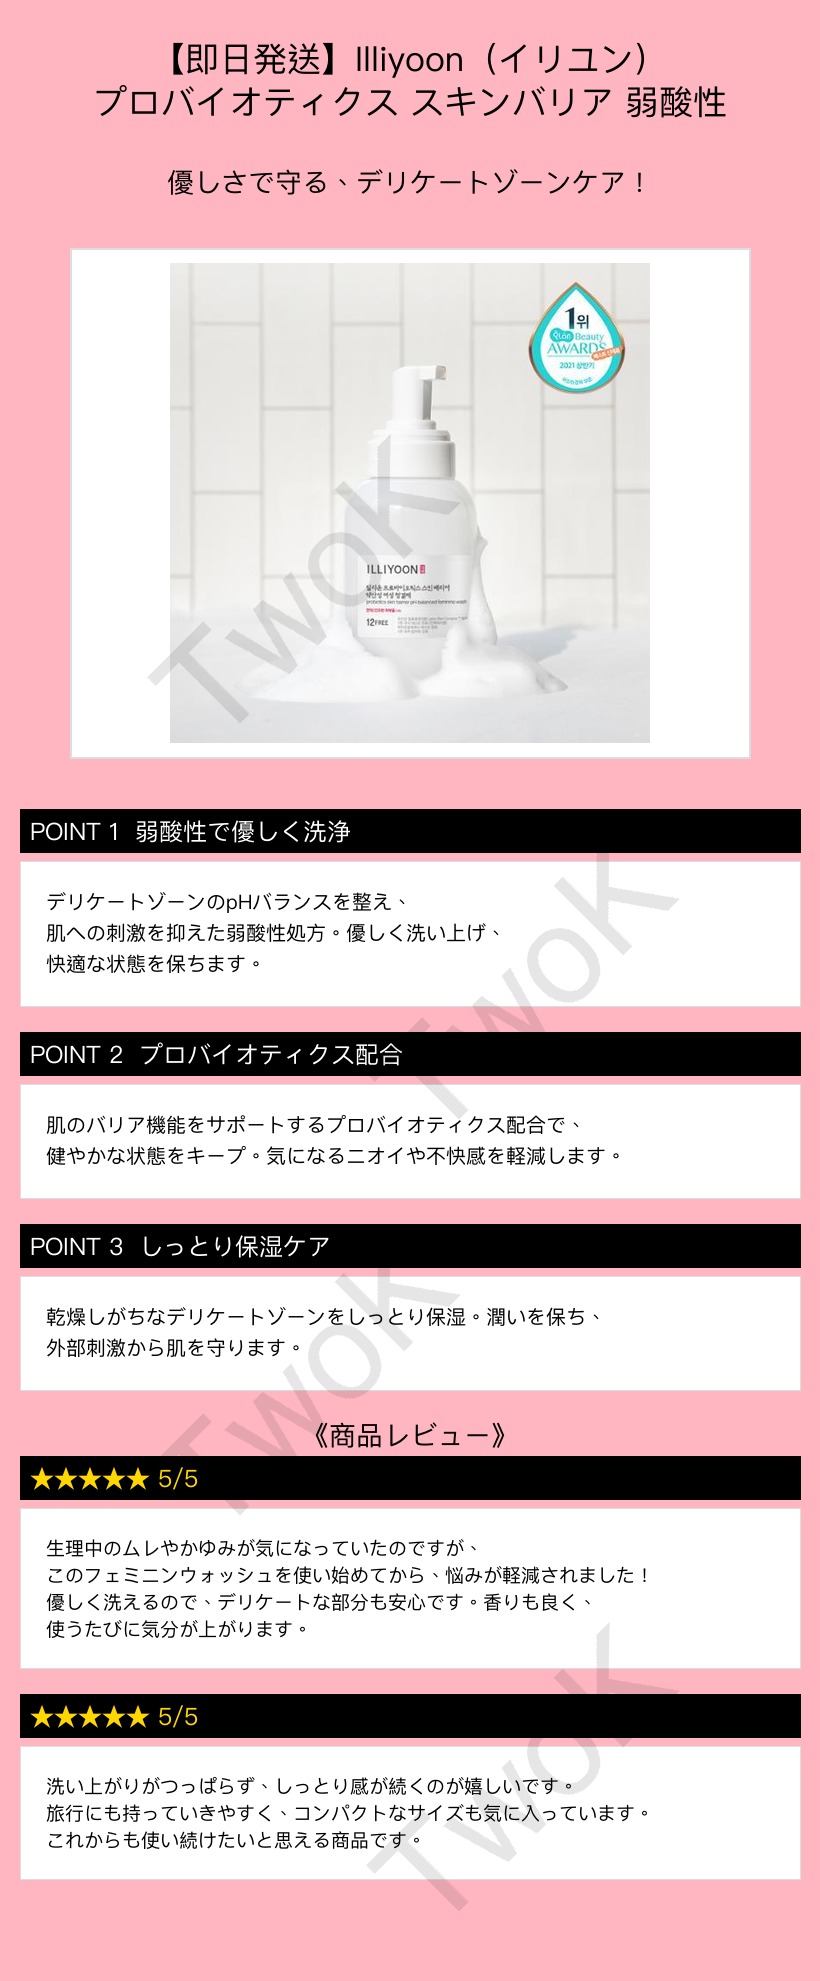 【即日発送】Illiyoon（イリユン）
プロバイオティクス スキンバリア 弱酸性
優しさで守る、デリケートゾーンケア！
1위
Qoo10 Beauty
AWARDS
2021 상반기
ILLIYOON
일리윤 프로바이오틱스 스킨 베리어
약산성 여성 청결제
probiotics skin barrier pH-balanced feminine wash
12FREE
TwoK
POINT 1 弱酸性で優しく洗浄
デリケートゾーンのpHバランスを整え、
肌への刺激を抑えた弱酸性処方。優しく洗い上げ、
快適な状態を保ちます。
TwoK
POINT 2 プロバイオティクス配合
肌のバリア機能をサポートするプロバイオティクス配合で、
健やかな状態をキープ。気になるニオイや不快感を軽減します。
POINT 3 しっとり保湿ケア
乾燥しがちなデリケートゾーンをしっとり保湿。潤いを保ち、
外部刺激から肌を守ります。
TwoK
《商品レビュー》
★★★★★ 5/5
生理中のムレやかゆみが気になっていたのですが、
このフェミニンウォッシュを使い始めてから、悩みが軽減されました！
優しく洗えるので、デリケートな部分も安心です。香りも良く、
使うたびに気分が上がります。
★★★★★ 5/5
洗い上がりがつっぱらず、しっとり感が続くのが嬉しいです。
旅行にも持っていきやすく、コンパクトなサイズも気に入っています。
これからも使い続けたいと思える商品です。
TwoK